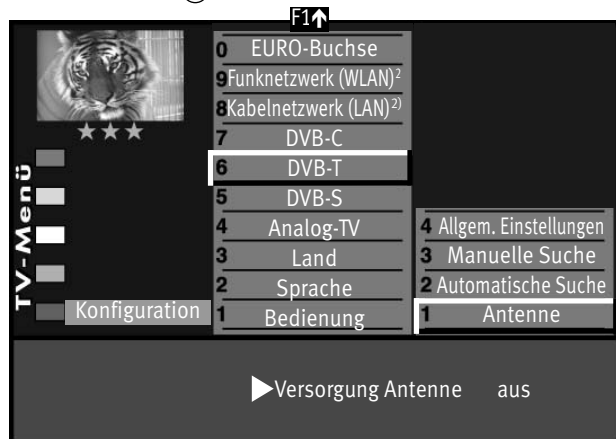 F1↑
0 EURO-Buchse
9 Funknetzwerk (WLAN)²
8 Kabelnetzwerk (LAN)²⁾
7 DVB-C
6 DVB-T
5 DVB-S
4 Analog-TV
3 Land
2 Sprache
1 Bedienung
TV-Menü
Konfiguration
4 Allgem. Einstellungen
3 Manuelle Suche
2 Automatische Suche
1 Antenne
▶Versorgung Antenne aus